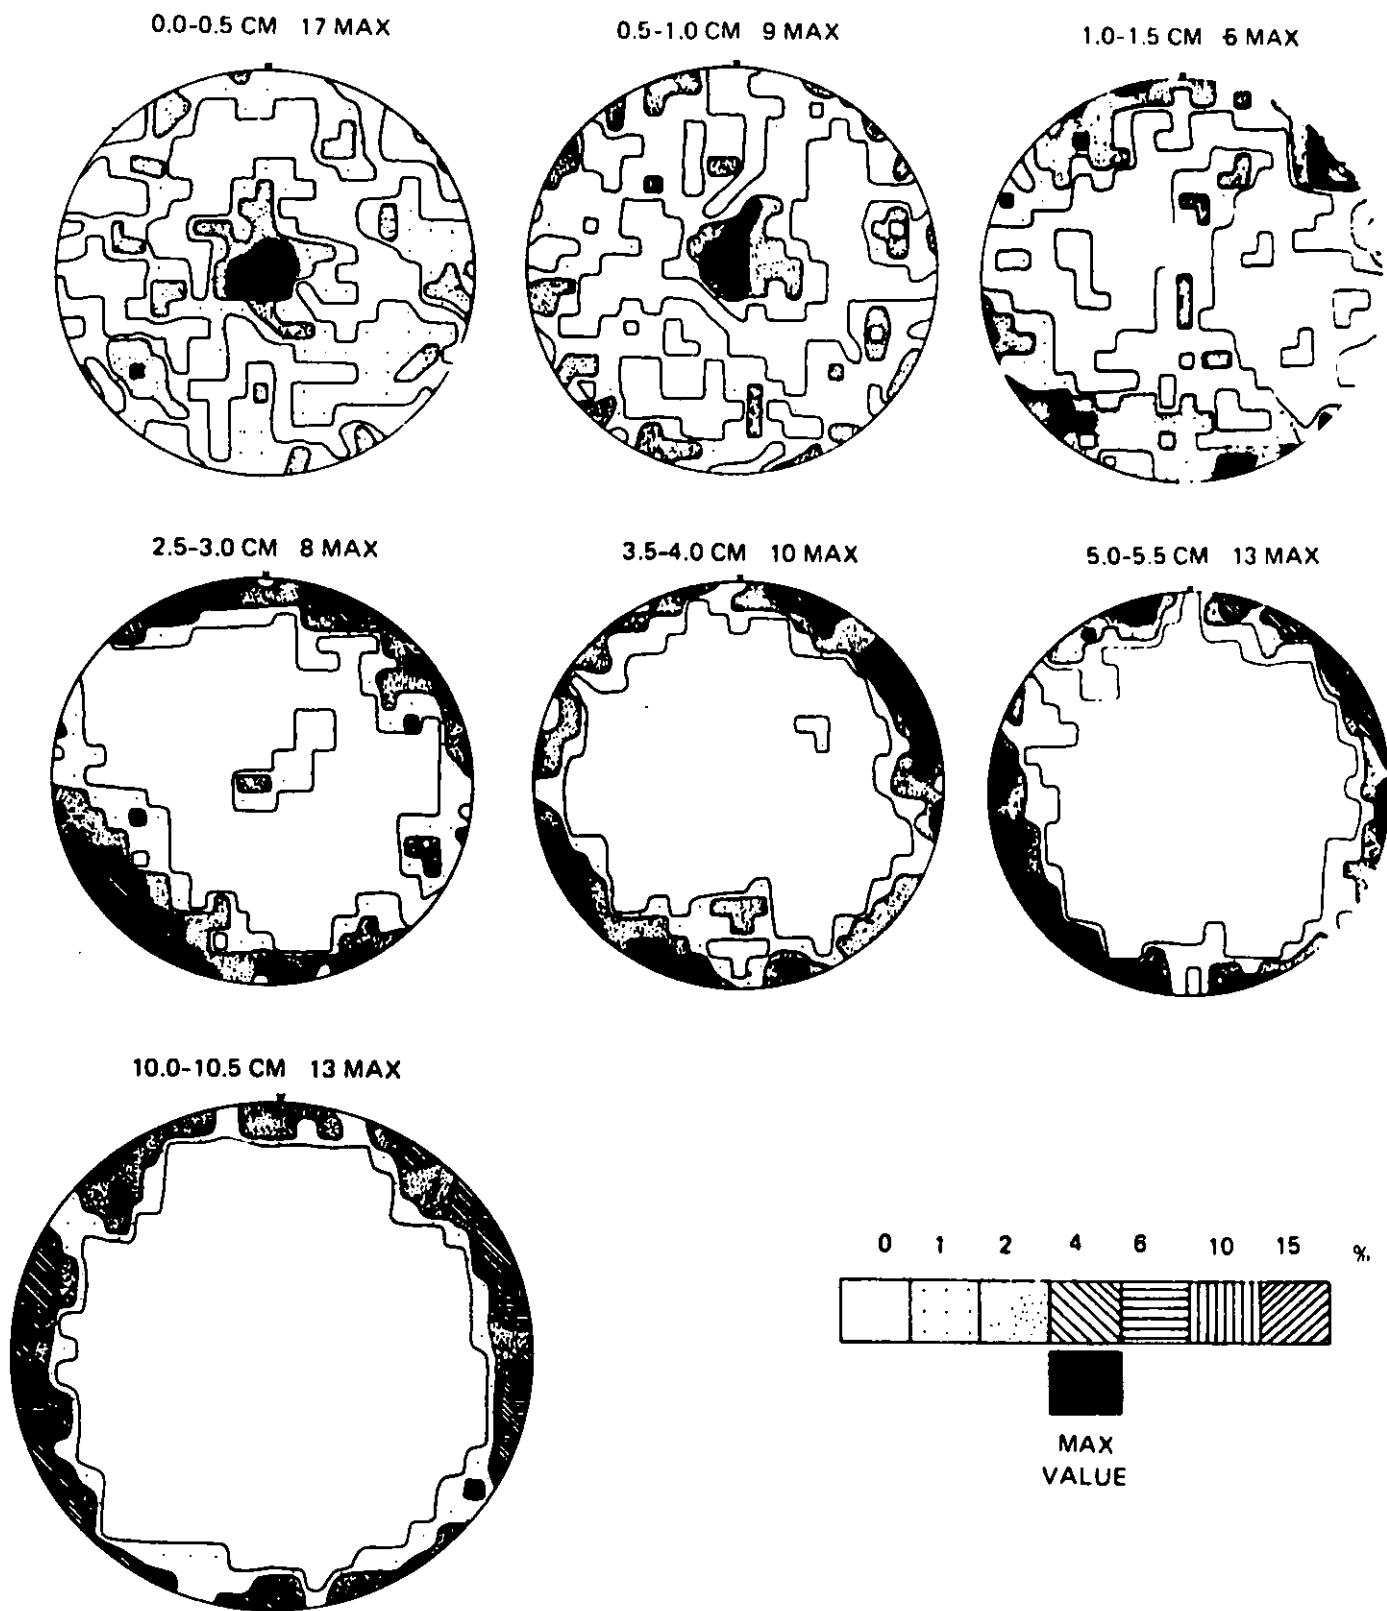 0.0-0.5 CM 17 MAX
0.5-1.0 CM 9 MAX
1.0-1.5 CM 6 MAX
2.5-3.0 CM 8 MAX
3.5-4.0 CM 10 MAX
5.0-5.5 CM 13 MAX
10.0-10.5 CM 13 MAX
0 1 2 4 6 10 15 %
MAX
VALUE